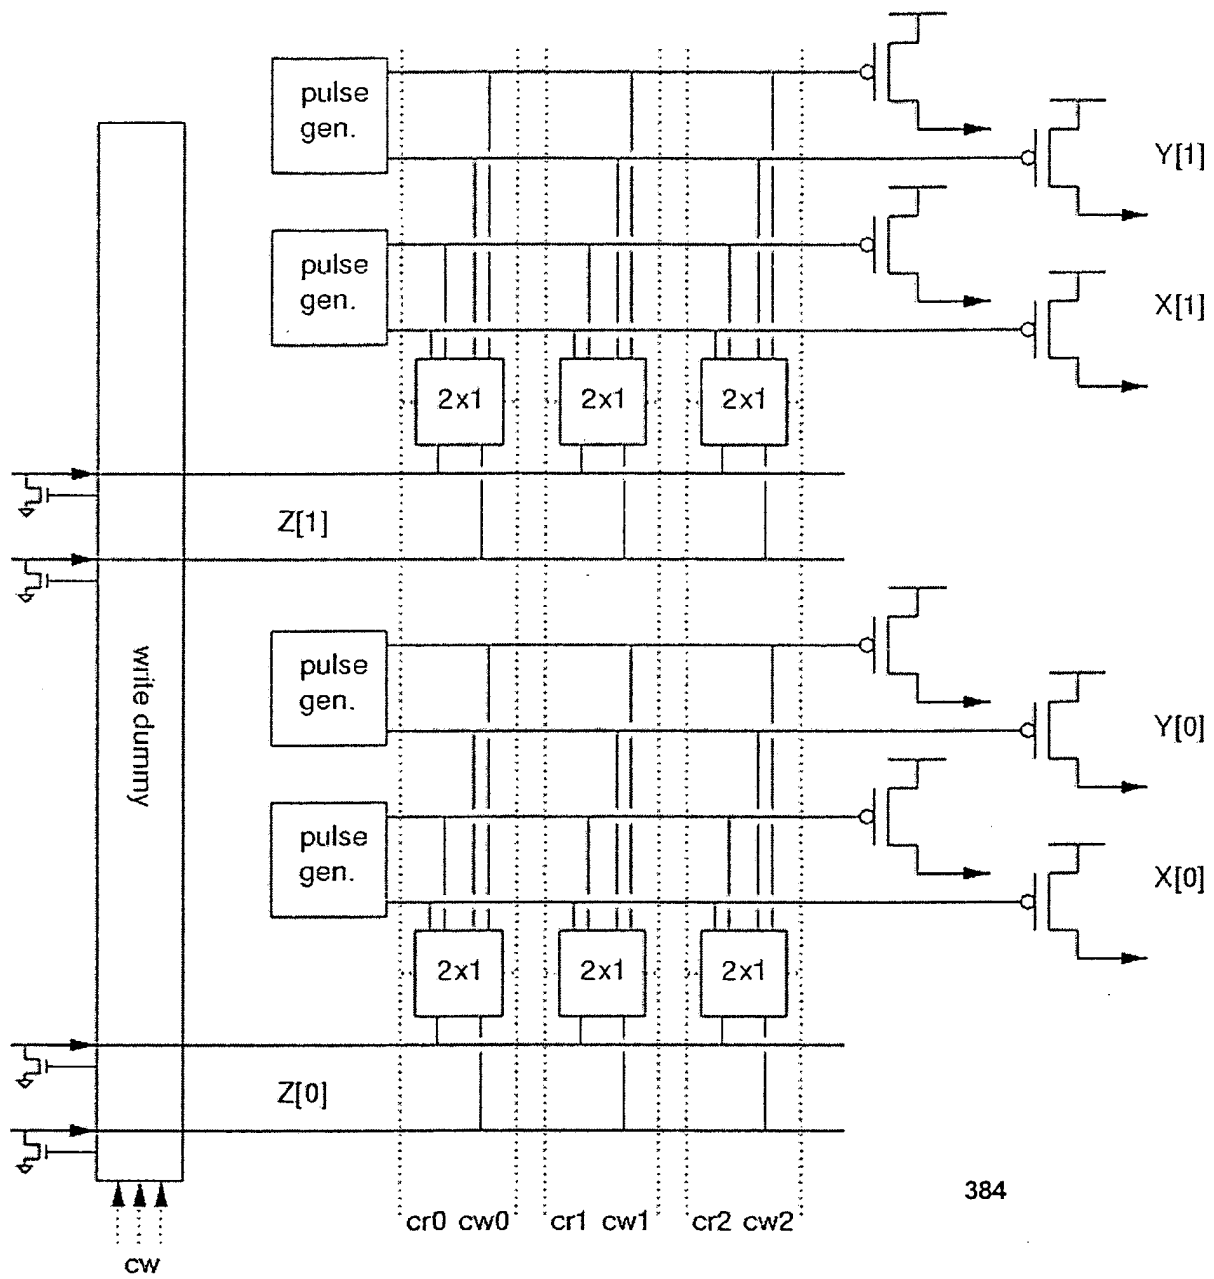 pulse
gen.
Y[1]
pulse
gen.
X[1]
2x1 2x1 2x1
Z[1]
write dummy
pulse
gen.
Y[0]
pulse
gen.
X[0]
2x1 2x1 2x1
Z[0]
384
cr0 cw0 cr1 cw1 cr2 cw2
cw